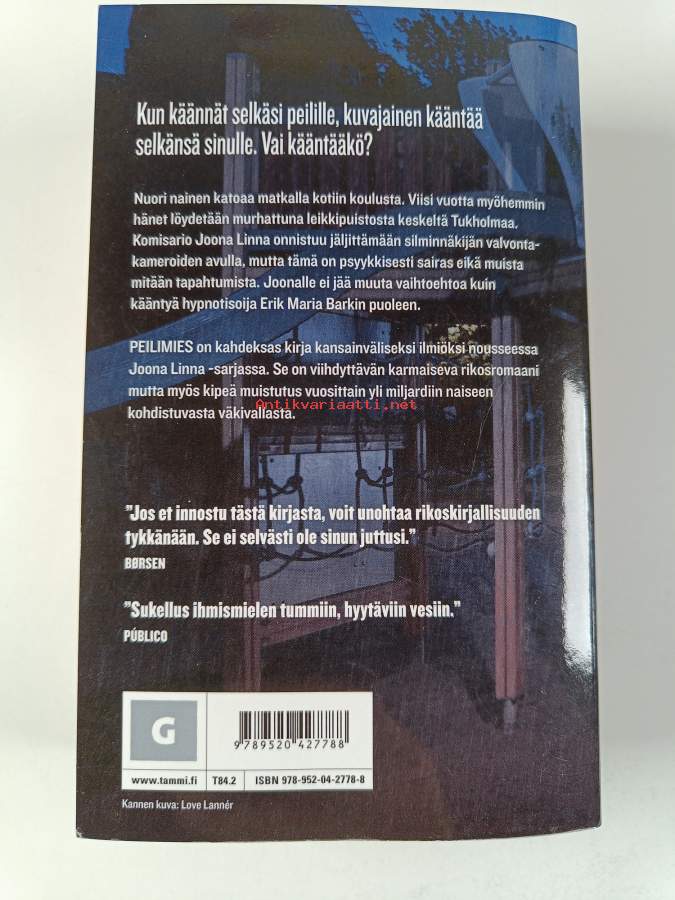 Kun käännät selkäsi peilille, kuvajainen kääntää
selkänsä sinulle. Vai kääntääkö?
Nuori nainen katoaa matkalla kotiin koulusta. Viisi vuotta myöhemmin
hänet löydetään murhattuna leikkipuistosta keskeltä Tukholmaa.
Komisario Joona Linna onnistuu jäljittämään silminnäkijän valvonta-
kameroiden avulla, mutta tämä on psyykkisesti sairas eikä muista
mitään tapahtumista. Joonalle ei jää muuta vaihtoehtoa kuin
kääntyä hypnotisoija Erik Maria Barkin puoleen.
PEILIMIES on kahdeksas kirja kansainväliseksi ilmiöksi nousseessa
Joona Linna -sarjassa. Se on viihdyttävän karmaiseva rikosromaani
mutta myös kipeä muistutus vuosittain yli miljardiin naiseen
Antikvariaatti.net
kohdistuvasta väkivallasta.
"Jos et innostu tästä kirjasta, voit unohtaa rikoskirjallisuuden
tykkänään. Se ei selvästi ole sinun juttusi."
BØRSEN
"Sukellus ihmismielen tummiin, hyytäviin vesiin."
PÚBLICO
G
9789520427788
www.tammi.fi T84.2 ISBN 978-952-04-2778-8
Kannen kuva: Love Lannér